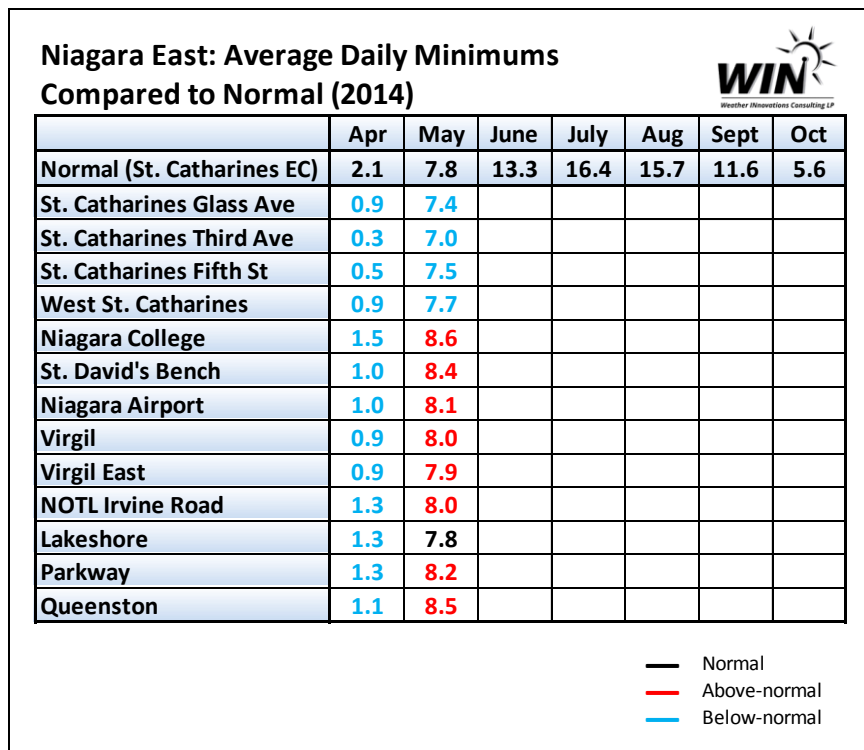 Niagara East: Average Daily Minimums
Compared to Normal (2014)
WIN
Weather INnovations Consulting LP
Apr May June July Aug Sept Oct
Normal (St. Catharines EC) 2.1 7.8 13.3 16.4 15.7 11.6 5.6
St. Catharines Glass Ave 0.9 7.4
St. Catharines Third Ave 0.3 7.0
St. Catharines Fifth St 0.5 7.5
West St. Catharines 0.9 7.7
Niagara College 1.5 8.6
St. David's Bench 1.0 8.4
Niagara Airport 1.0 8.1
Virgil 0.9 8.0
Virgil East 0.9 7.9
NOTL Irvine Road 1.3 8.0
Lakeshore 1.3 7.8
Parkway 1.3 8.2
Queenston 1.1 8.5
Normal
Above-normal
Below-normal